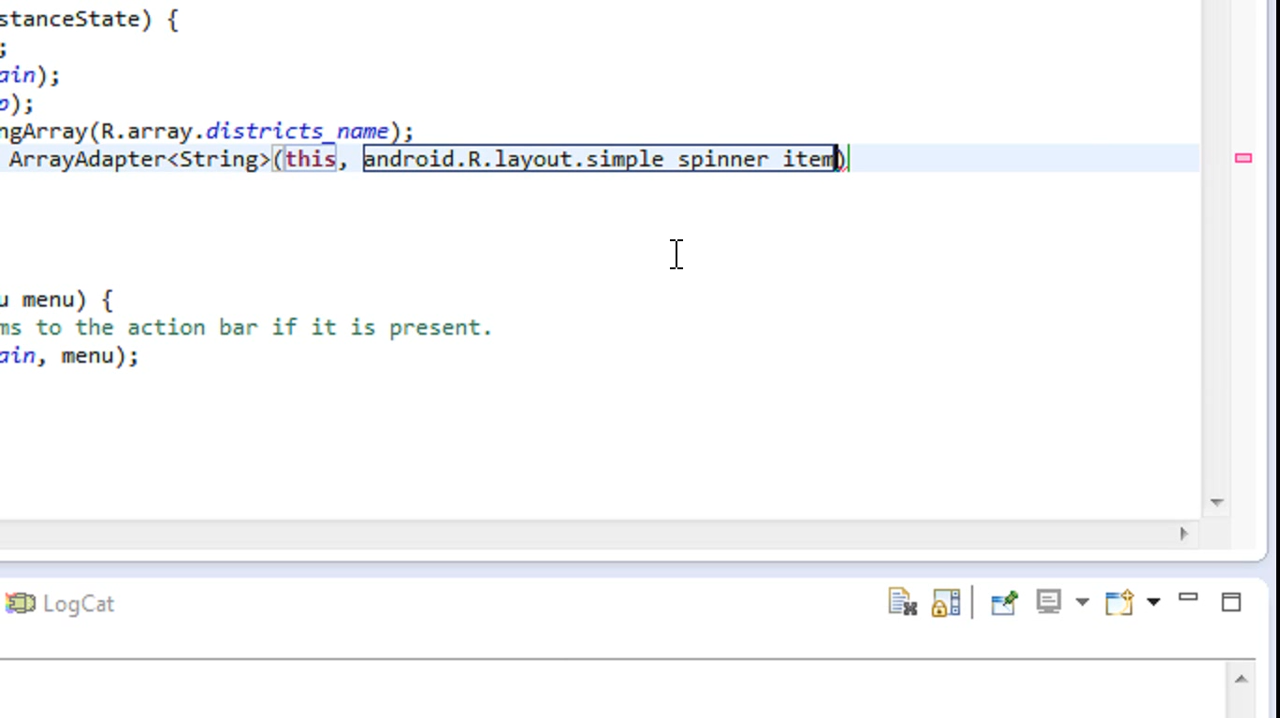 stanceState) {
;
ain);
o);
ngArray(R.array.districts_name);
ArrayAdapter<String>(this, android.R.layout.simple_spinner_item)
u menu) {
ms to the action bar if it is present.
ain, menu);
LogCat